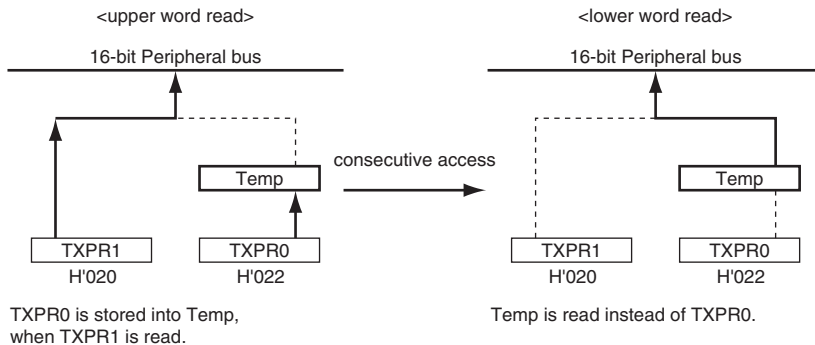 <upper word read>
16-bit Peripheral bus
Temp
TXPR1
TXPR0
H'020
H'022
TXPR0 is stored into Temp,
when TXPR1 is read.
consecutive access
<lower word read>
16-bit Peripheral bus
Temp
TXPR1
TXPR0
H'020
H'022
Temp is read instead of TXPR0.